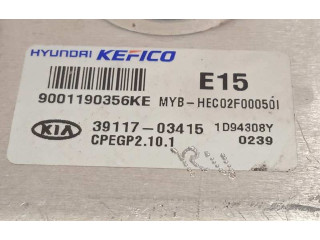 HYUNDAI KEFICO E15
9001190356KE MYB-HEC02F00050I
KIA 39117-03415 1D94308Y
CPEGP2.10.1 0239